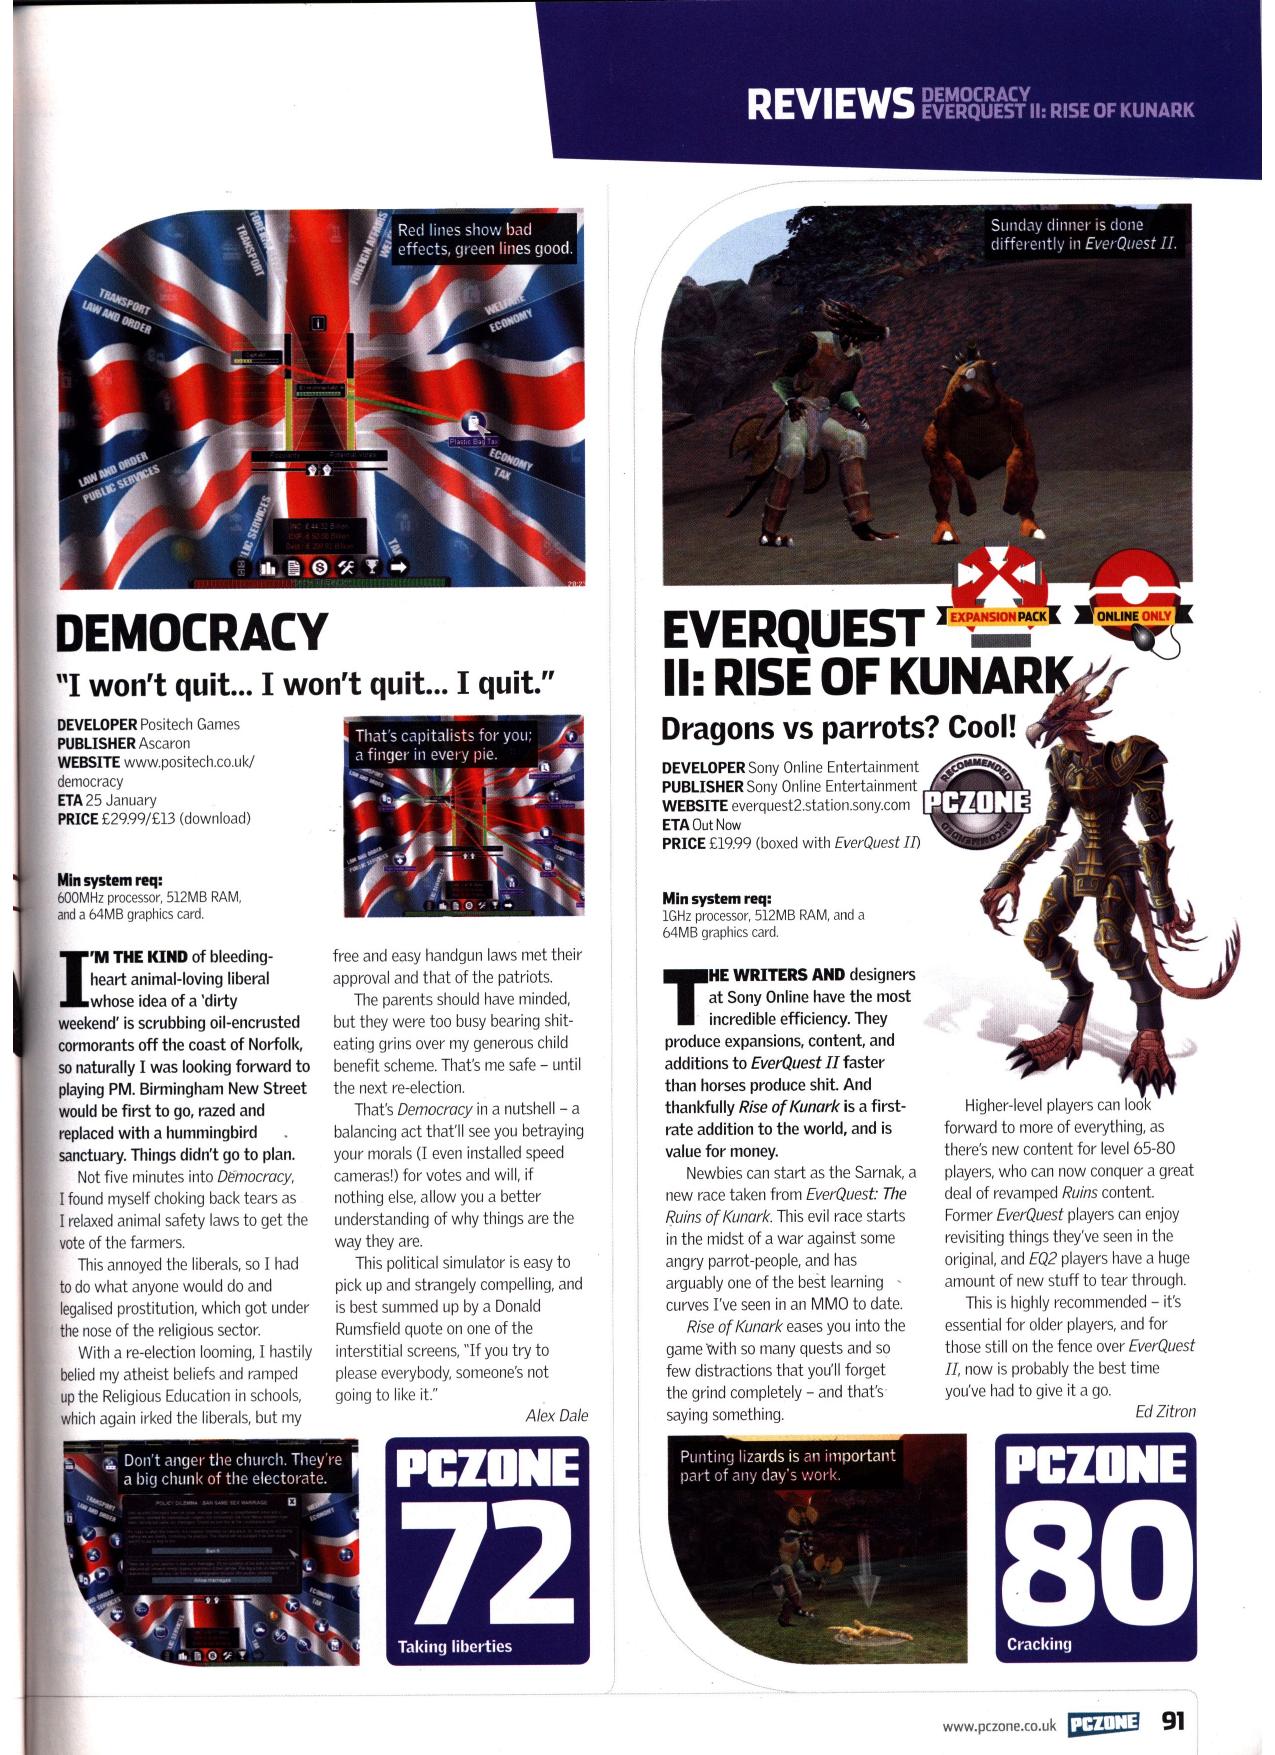 REVIEWS DEMOCRACY
EVERQUEST II: RISE OF KUNARK
Red lines show bad
effects, green lines good.
FOREIGN AFFAIRS
TRANSPORT
TRANSPORT
LAW AND ORDER
WELFARE
ECONOMY
Plastic Bag Tax
ECONOMY
TAX
LAW AND ORDER
PUBLIC SERVICES
TAX
DEMOCRACY
"I won't quit... I won't quit... I quit."
DEVELOPER Positech Games
PUBLISHER Ascaron
WEBSITE www.positech.co.uk/
democracy
ETA 25 January
PRICE £29.99/£13 (download)
Min system req:
600MHz processor, 512MB RAM,
and a 64MB graphics card.
That's capitalists for you;
a finger in every pie.
I'M THE KIND of bleeding-
heart animal-loving liberal
whose idea of a 'dirty
weekend' is scrubbing oil-encrusted
cormorants off the coast of Norfolk,
so naturally I was looking forward to
playing PM. Birmingham New Street
would be first to go, razed and
replaced with a hummingbird
sanctuary. Things didn't go to plan.
Not five minutes into Democracy,
I found myself choking back tears as
I relaxed animal safety laws to get the
vote of the farmers.
This annoyed the liberals, so I had
to do what anyone would do and
legalised prostitution, which got under
the nose of the religious sector.
With a re-election looming, I hastily
belied my atheist beliefs and ramped
up the Religious Education in schools,
which again irked the liberals, but my
free and easy handgun laws met their
approval and that of the patriots.
The parents should have minded,
but they were too busy bearing shit-
eating grins over my generous child
benefit scheme. That's me safe – until
the next re-election.
That's Democracy in a nutshell – a
balancing act that'll see you betraying
your morals (I even installed speed
cameras!) for votes and will, if
nothing else, allow you a better
understanding of why things are the
way they are.
This political simulator is easy to
pick up and strangely compelling, and
is best summed up by a Donald
Rumsfield quote on one of the
interstitial screens, "If you try to
please everybody, someone's not
going to like it."
Alex Dale
Don't anger the church. They're
a big chunk of the electorate.
POLICY DILEMMA - BAN SAME SEX MARRIAGE
PCZONE
72
Taking liberties
Sunday dinner is done
differently in EverQuest II.
EXPANSION PACK
ONLINE ONLY
EVERQUEST
II: RISE OF KUNARK
Dragons vs parrots? Cool!
DEVELOPER Sony Online Entertainment
PUBLISHER Sony Online Entertainment
WEBSITE everquest2.station.sony.com
ETA Out Now
PRICE £19.99 (boxed with EverQuest II)
RECOMMENDED
PCZONE
RECOMMENDED
Min system req:
1GHz processor, 512MB RAM, and a
64MB graphics card.
THE WRITERS AND designers
at Sony Online have the most
incredible efficiency. They
produce expansions, content, and
additions to EverQuest II faster
than horses produce shit. And
thankfully Rise of Kunark is a first-
rate addition to the world, and is
value for money.
Newbies can start as the Sarnak, a
new race taken from EverQuest: The
Ruins of Kunark. This evil race starts
in the midst of a war against some
angry parrot-people, and has
arguably one of the best learning
curves I've seen in an MMO to date.
Rise of Kunark eases you into the
game with so many quests and so
few distractions that you'll forget
the grind completely – and that's
saying something.
Higher-level players can look
forward to more of everything, as
there's new content for level 65-80
players, who can now conquer a great
deal of revamped Ruins content.
Former EverQuest players can enjoy
revisiting things they've seen in the
original, and EQ2 players have a huge
amount of new stuff to tear through.
This is highly recommended – it's
essential for older players, and for
those still on the fence over EverQuest
II, now is probably the best time
you've had to give it a go.
Ed Zitron
Punting lizards is an important
part of any day's work.
PCZONE
80
Cracking
www.pczone.co.uk PCZONE 91